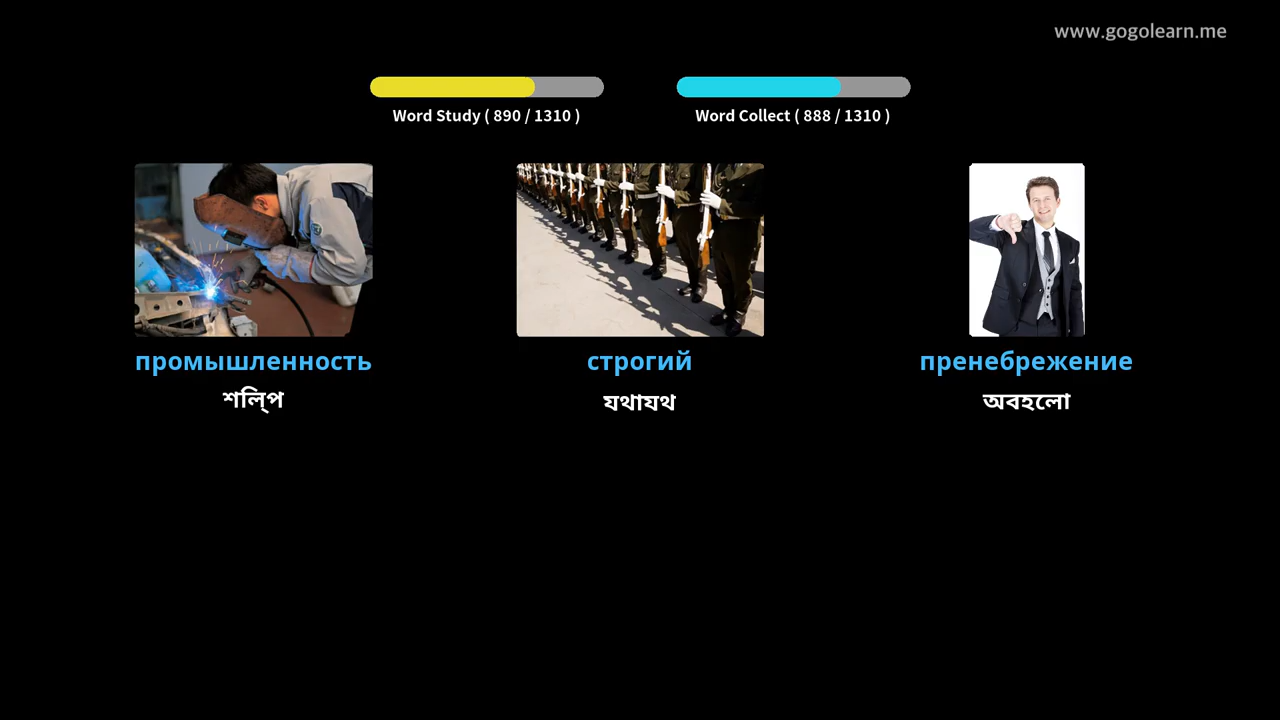 www.gogolearn.me
Word Study ( 890 / 1310 )
Word Collect ( 888 / 1310 )
промышленность
строгий
пренебрежение
শিল্প
যথাযথ
অবহেলা